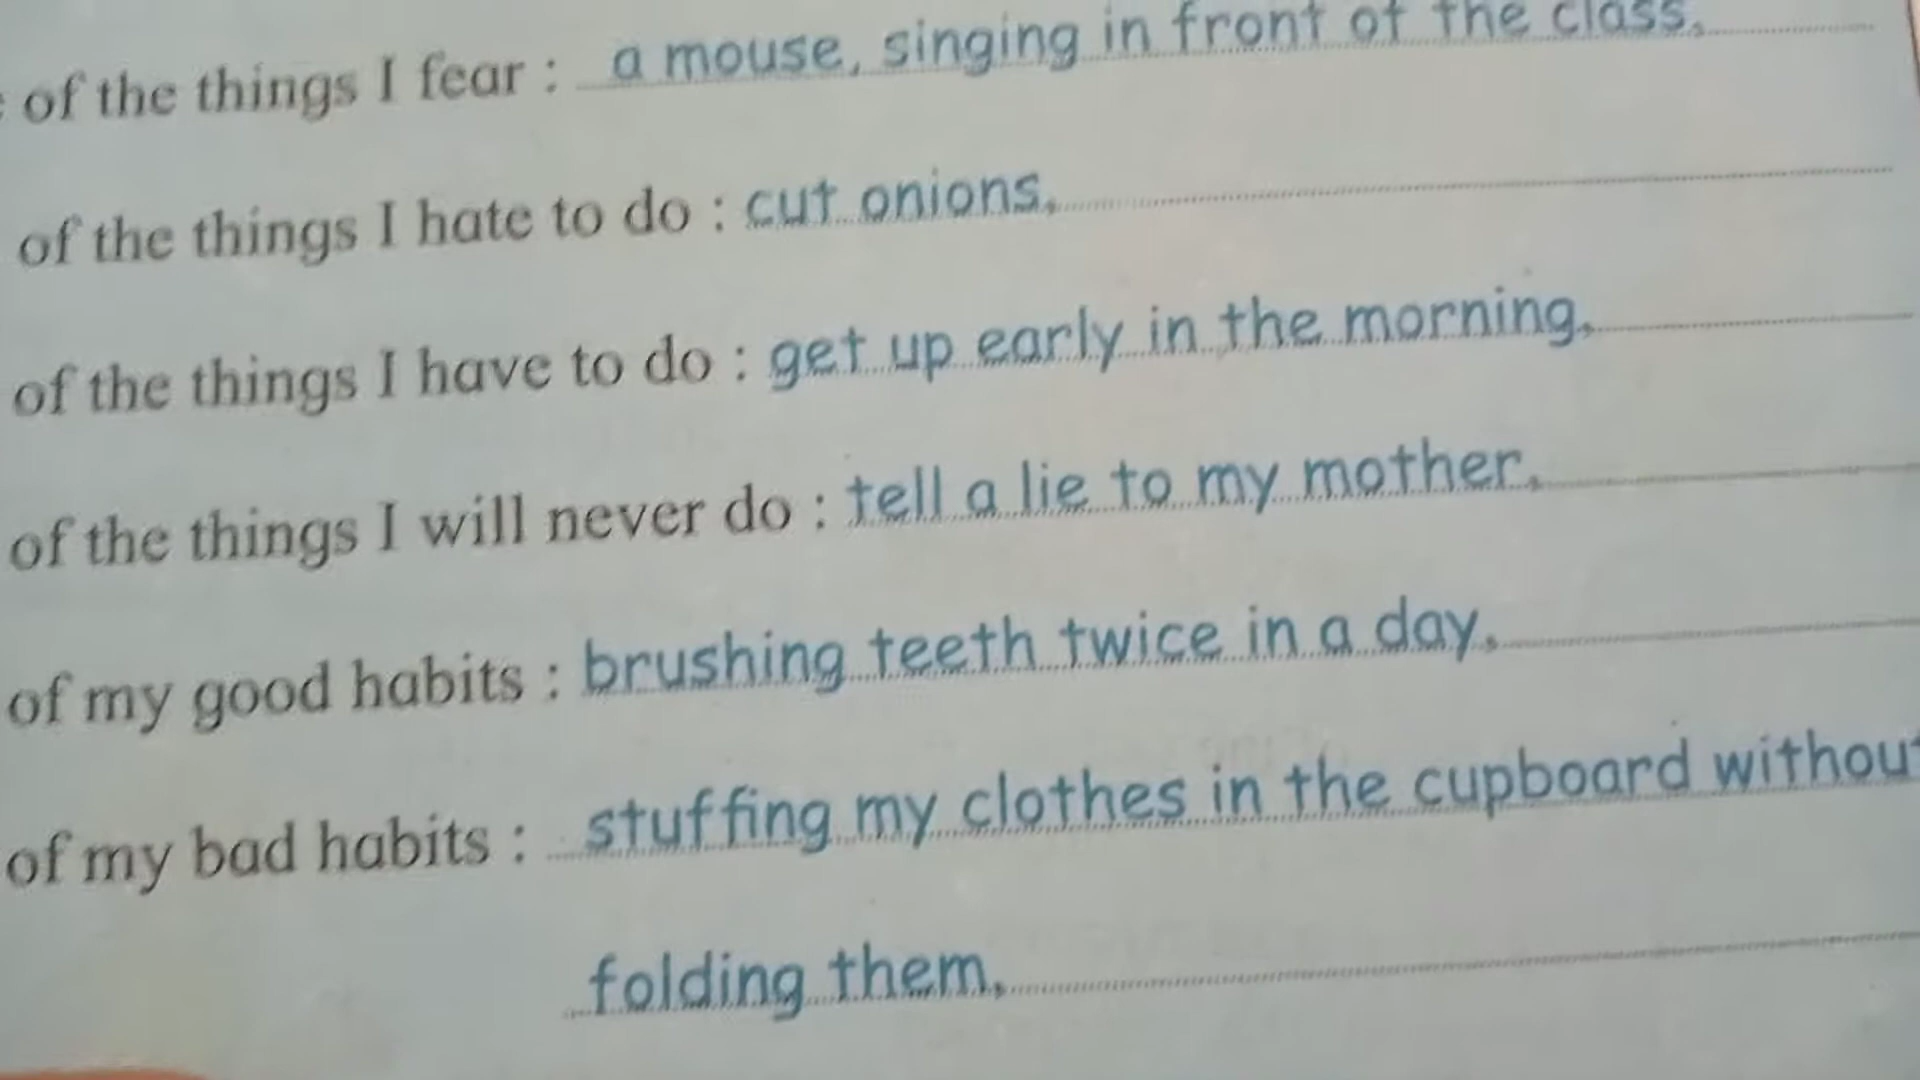 of the things I fear : a mouse, singing in front of the class.
of the things I hate to do : cut onions.
of the things I have to do : get up early in the morning.
of the things I will never do : tell a lie to my mother.
of my good habits : brushing teeth twice in a day.
of my bad habits : stuffing my clothes in the cupboard without
folding them.